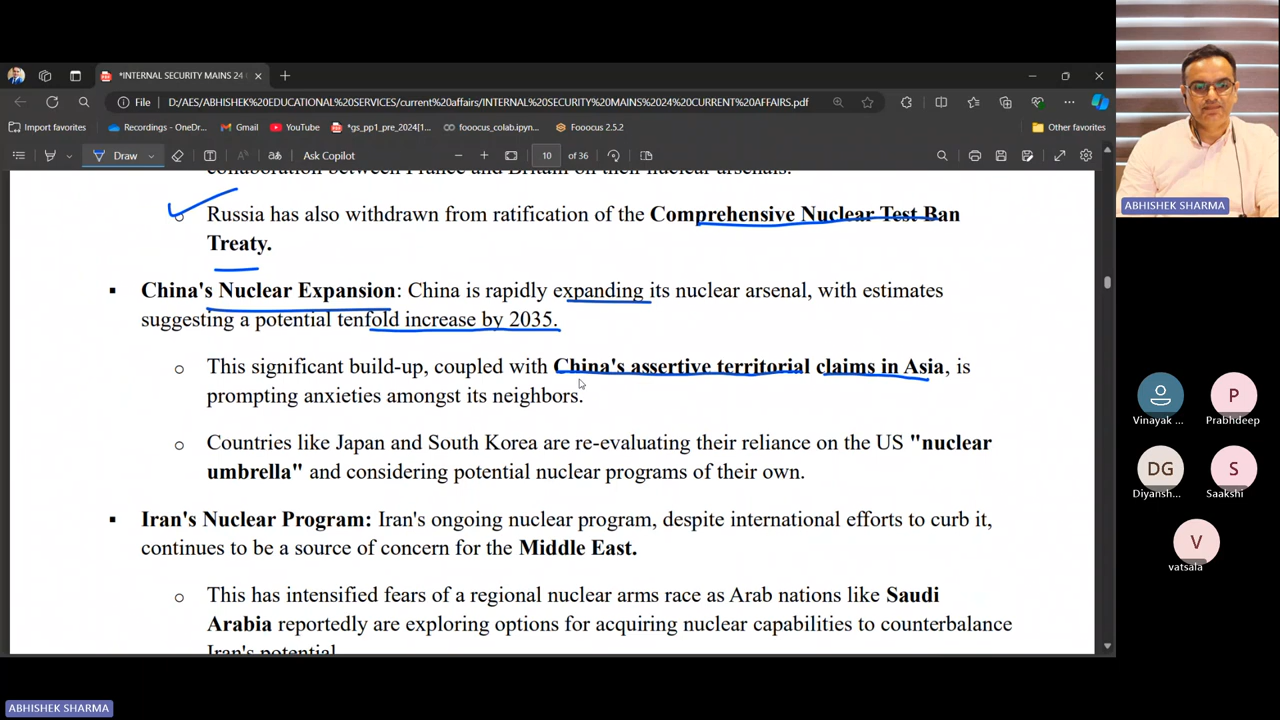 *INTERNAL SECURITY MAINS 24
File D:/AES/ABHISHEK%20EDUCATIONAL%20SERVICES/current%20affairs/INTERNAL%20SECURITY%20MAINS%2024%20CURRENT%20AFFAIRS.pdf
Import favorites Recordings - OneDr... Gmail YouTube *gs_pp1_pre_2024[1... fooocus_colab.ipyn... Fooocus 2.5.2 Other favorites
Draw Ask Copilot 10 of 36
Russia has also withdrawn from ratification of the Comprehensive Nuclear Test Ban
Treaty.
China's Nuclear Expansion: China is rapidly expanding its nuclear arsenal, with estimates
suggesting a potential tenfold increase by 2035.
This significant build-up, coupled with China's assertive territorial claims in Asia, is
prompting anxieties amongst its neighbors.
Countries like Japan and South Korea are re-evaluating their reliance on the US "nuclear
umbrella" and considering potential nuclear programs of their own.
Iran's Nuclear Program: Iran's ongoing nuclear program, despite international efforts to curb it,
continues to be a source of concern for the Middle East.
This has intensified fears of a regional nuclear arms race as Arab nations like Saudi
Arabia reportedly are exploring options for acquiring nuclear capabilities to counterbalance
Iran's potential.
ABHISHEK SHARMA
P
Vinayak ... Prabhdeep
DG S
Diyansh... Saakshi
V
vatsala
ABHISHEK SHARMA